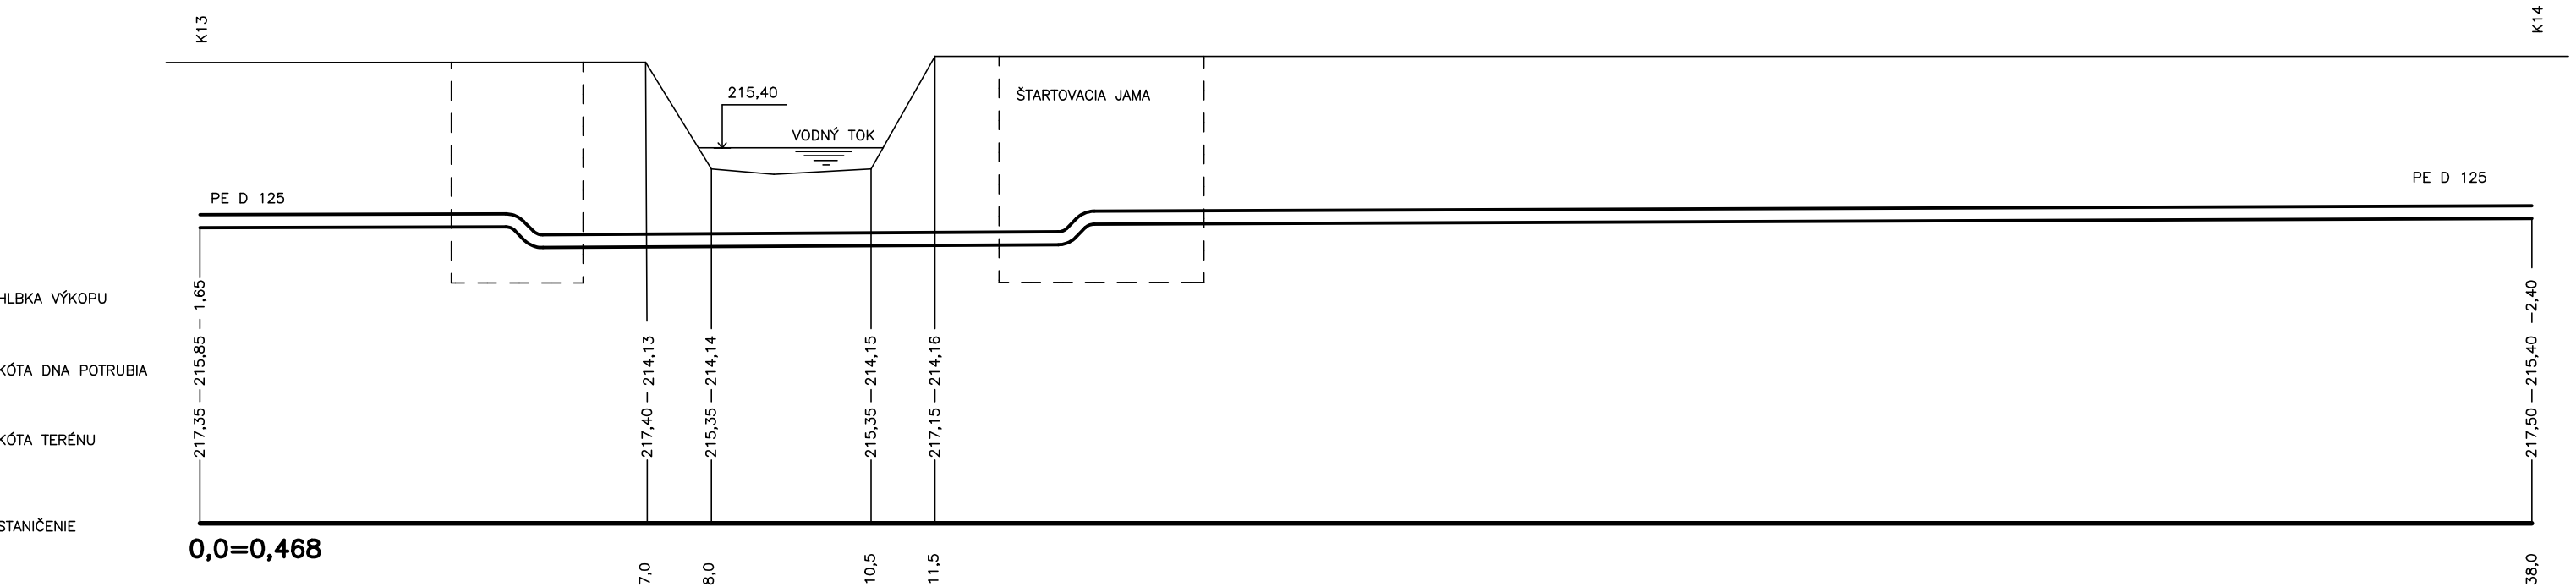 K13
K14
215,40
ŠTARTOVACIA JAMA
VODNÝ TOK
PE D 125
PE D 125
HLBKA VÝKOPU
1,65
2,40
KÓTA DNA POTRUBIA
215,85
214,13
214,14
214,15
214,16
215,40
KÓTA TERÉNU
217,35
217,40
215,35
215,35
217,15
217,50
STANIČENIE
0,0=0,468
7,0
8,0
10,5
11,5
38,0